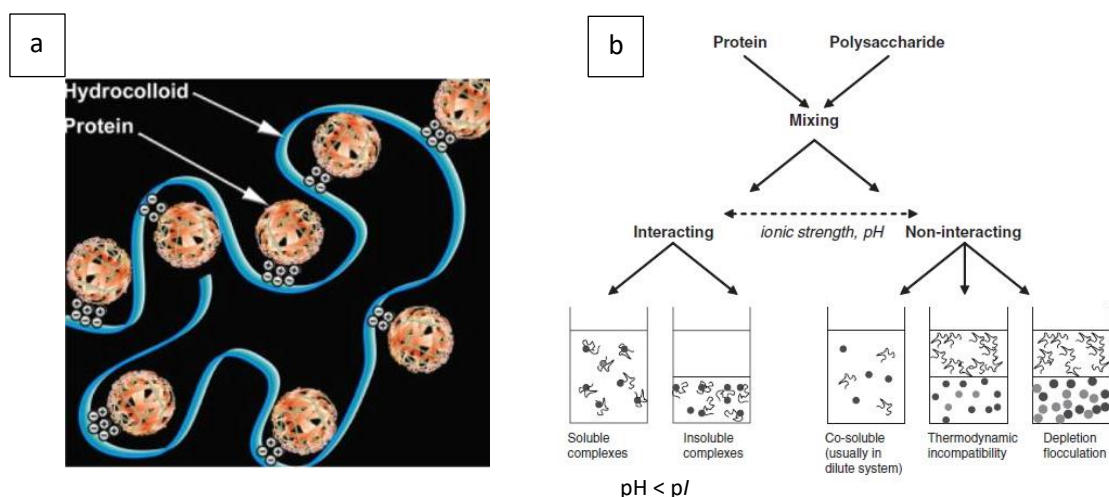 a
Hydrocolloid
Protein
b
Protein Polysaccharide
Mixing
Interacting
ionic strength, pH
Non-interacting
Soluble
complexes
Insoluble
complexes
Co-soluble
(usually in
dilute system)
Thermodynamic
incompatibility
Depletion
flocculation
pH < pI